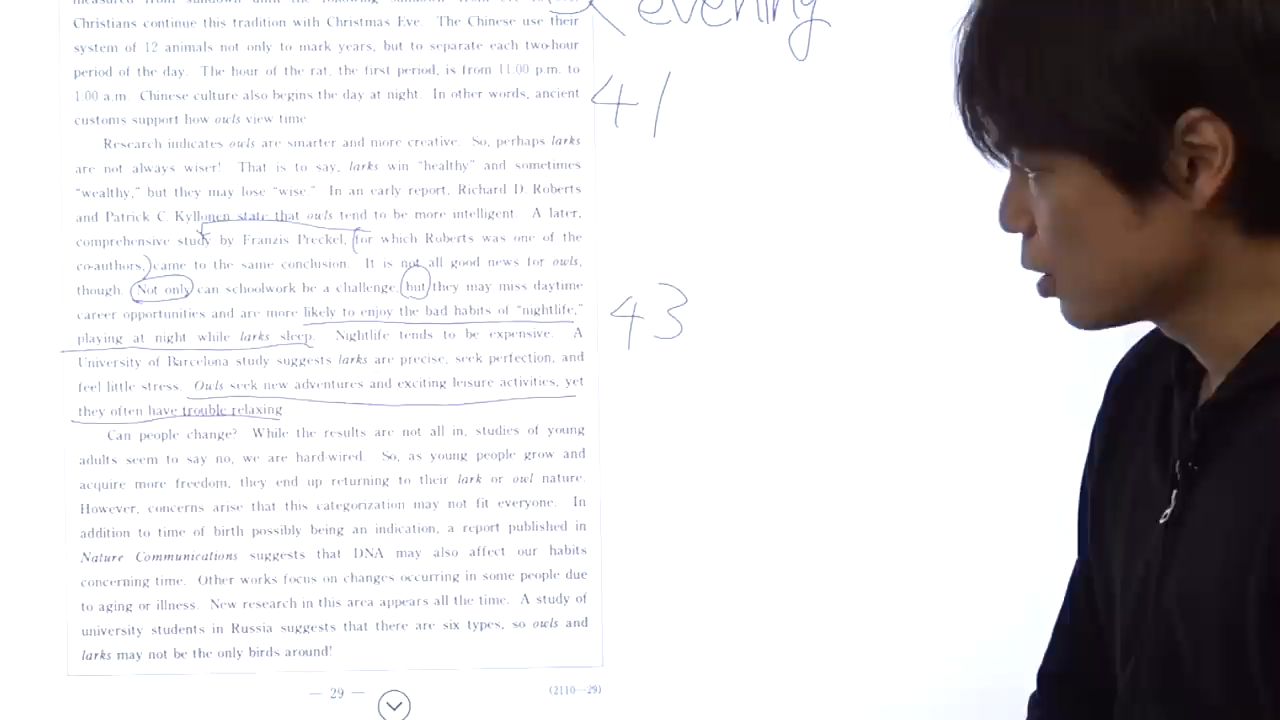 evening
Christians continue this tradition with Christmas Eve. The Chinese use their
system of 12 animals not only to mark years, but to separate each two-hour
period of the day. The hour of the rat, the first period, is from 11:00 p.m. to
1:00 a.m. Chinese culture also begins the day at night. In other words, ancient
customs support how owls view time
41
Research indicates owls are smarter and more creative. So, perhaps larks
are not always wiser! That is to say, larks win "healthy" and sometimes
"wealthy," but they may lose "wise." In an early report, Richard D. Roberts
and Patrick C. Kyllonen state that owls tend to be more intelligent. A later,
comprehensive study by Franzis Preckel, for which Roberts was one of the
co-authors, came to the same conclusion. It is not all good news for owls,
though. Not only can schoolwork be a challenge, but they may miss daytime
career opportunities and are more likely to enjoy the bad habits of "nightlife,"
43
playing at night while larks sleep. Nightlife tends to be expensive. A
University of Barcelona study suggests larks are precise, seek perfection, and
feel little stress. Owls seek new adventures and exciting leisure activities, yet
they often have trouble relaxing
Can people change? While the results are not all in, studies of young
adults seem to say no, we are hard-wired. So, as young people grow and
acquire more freedom, they end up returning to their lark or owl nature.
However, concerns arise that this categorization may not fit everyone. In
addition to time of birth possibly being an indication, a report published in
Nature Communications suggests that DNA may also affect our habits
concerning time. Other works focus on changes occurring in some people due
to aging or illness. New research in this area appears all the time. A study of
university students in Russia suggests that there are six types, so owls and
larks may not be the only birds around!
— 29 —
(2110—29)